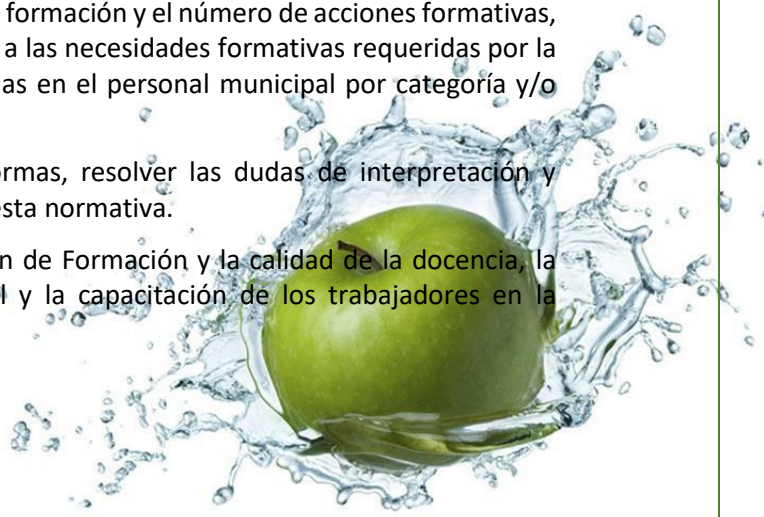 formación y el número de acciones formativas,
a las necesidades formativas requeridas por la
as en el personal municipal por categoría y/o
rmas, resolver las dudas de interpretación y
esta normativa.
n de Formación y la calidad de la docencia, la
l y la capacitación de los trabajadores en la